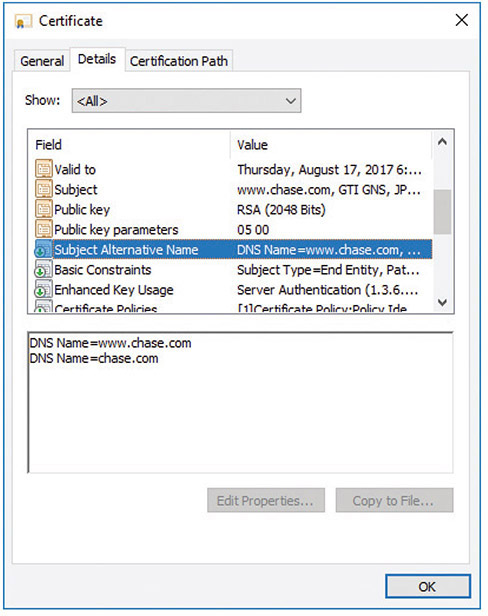 Certificate
General Details Certification Path
Show: <All>
Field Value
Valid to Thursday, August 17, 2017 6:...
Subject www.chase.com, GTI GNS, JP...
Public key RSA (2048 Bits)
Public key parameters 05 00
Subject Alternative Name DNS Name=www.chase.com, ...
Basic Constraints Subject Type=End Entity, Pat...
Enhanced Key Usage Server Authentication (1.3.6....
Certificate Policies [1]Certificate Policy:Policy Ide...
DNS Name=www.chase.com
DNS Name=chase.com
Edit Properties... Copy to File...
OK